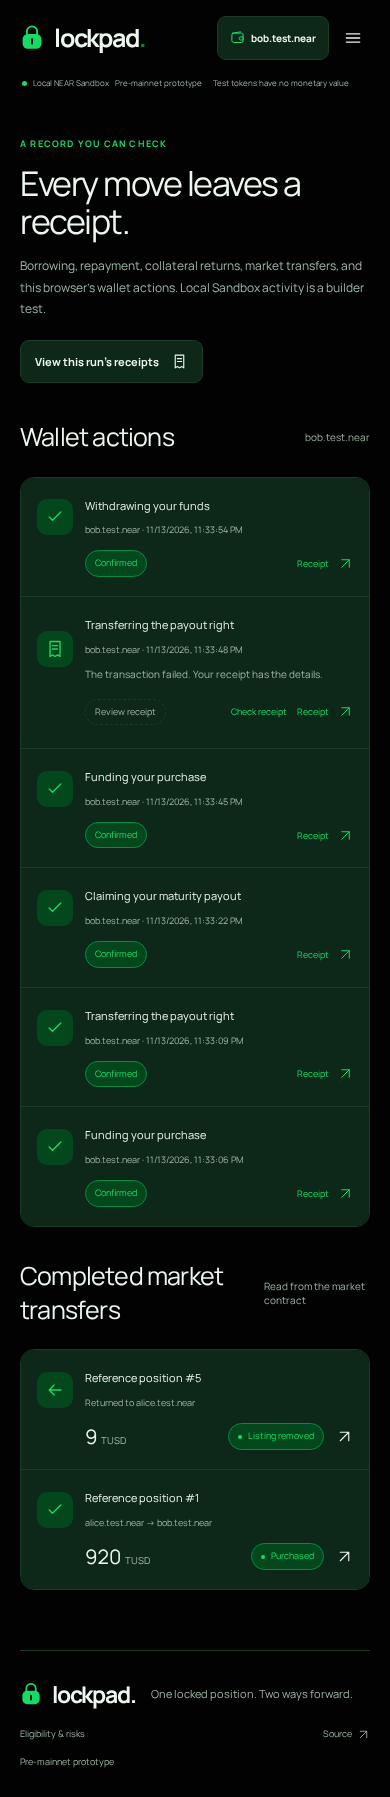 lockpad.
bob.test.near
Local NEAR Sandbox Pre-mainnet prototype Test tokens have no monetary value
A RECORD YOU CAN CHECK
Every move leaves a
receipt.
Borrowing, repayment, collateral returns, market transfers, and
this browser's wallet actions. Local Sandbox activity is a builder
test.
View this run's receipts
Wallet actions
bob.test.near
Withdrawing your funds
bob.test.near · 11/13/2026, 11:33:54 PM
Confirmed
Receipt
Transferring the payout right
bob.test.near · 11/13/2026, 11:33:48 PM
The transaction failed. Your receipt has the details.
Review receipt
Check receipt Receipt
Funding your purchase
bob.test.near · 11/13/2026, 11:33:45 PM
Confirmed
Receipt
Claiming your maturity payout
bob.test.near · 11/13/2026, 11:33:22 PM
Confirmed
Receipt
Transferring the payout right
bob.test.near · 11/13/2026, 11:33:09 PM
Confirmed
Receipt
Funding your purchase
bob.test.near · 11/13/2026, 11:33:06 PM
Confirmed
Receipt
Completed market
transfers
Read from the market
contract
Reference position #5
Returned to alice.test.near
9 TUSD
Listing removed
Reference position #1
alice.test.near → bob.test.near
920 TUSD
Purchased
lockpad.
One locked position. Two ways forward.
Eligibility & risks
Source
Pre-mainnet prototype